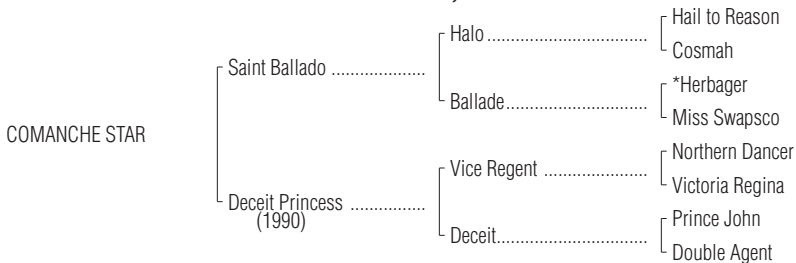 Hail to Reason
Halo ................................
Cosmah
Saint Ballado ....................
*Herbager
Ballade..............................
Miss Swapsco
COMANCHE STAR
Northern Dancer
Vice Regent ......................
Victoria Regina
Deceit Princess ................
(1990)
Prince John
Deceit................................
Double Agent